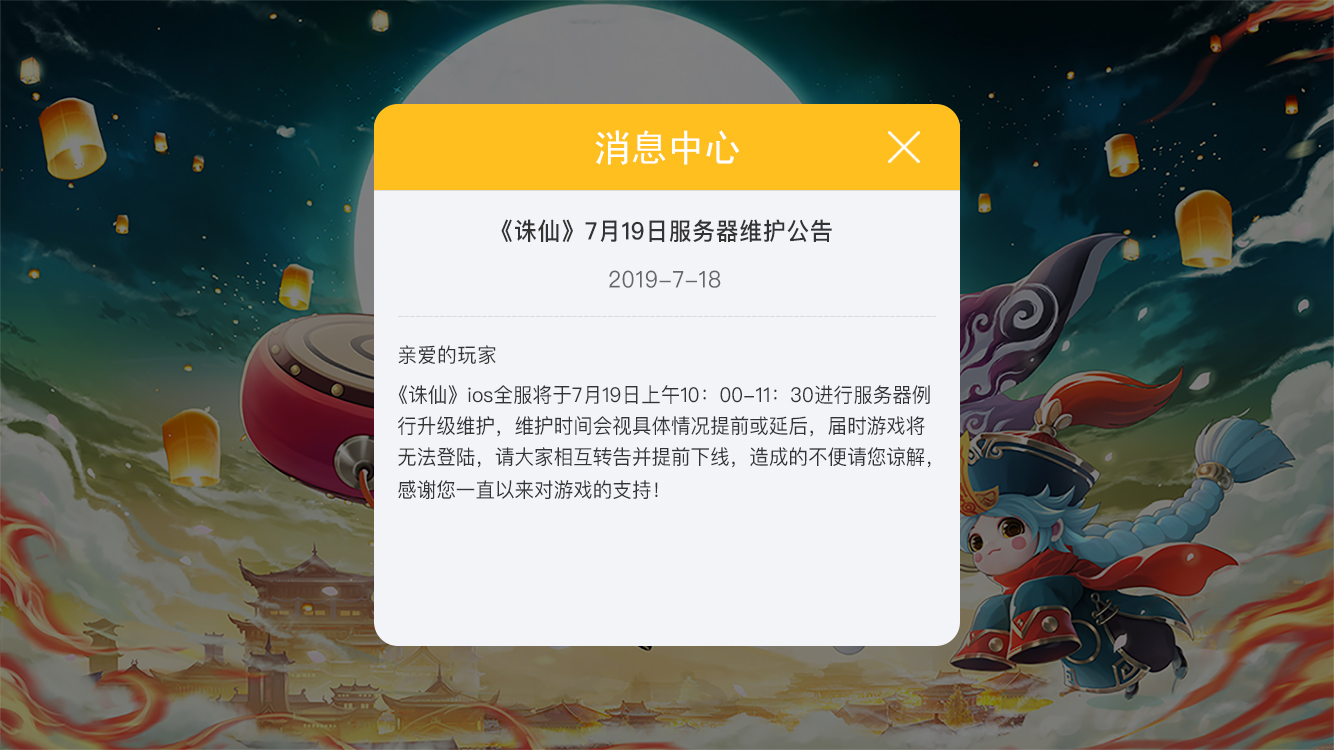 消息中心
《诛仙》7月19日服务器维护公告
2019-7-18
亲爱的玩家
《诛仙》ios全服将于7月19日上午10：00-11：30进行服务器例
行升级维护，维护时间会视具体情况提前或延后，届时游戏将
无法登陆，请大家相互转告并提前下线，造成的不便请您谅解，
感谢您一直以来对游戏的支持！